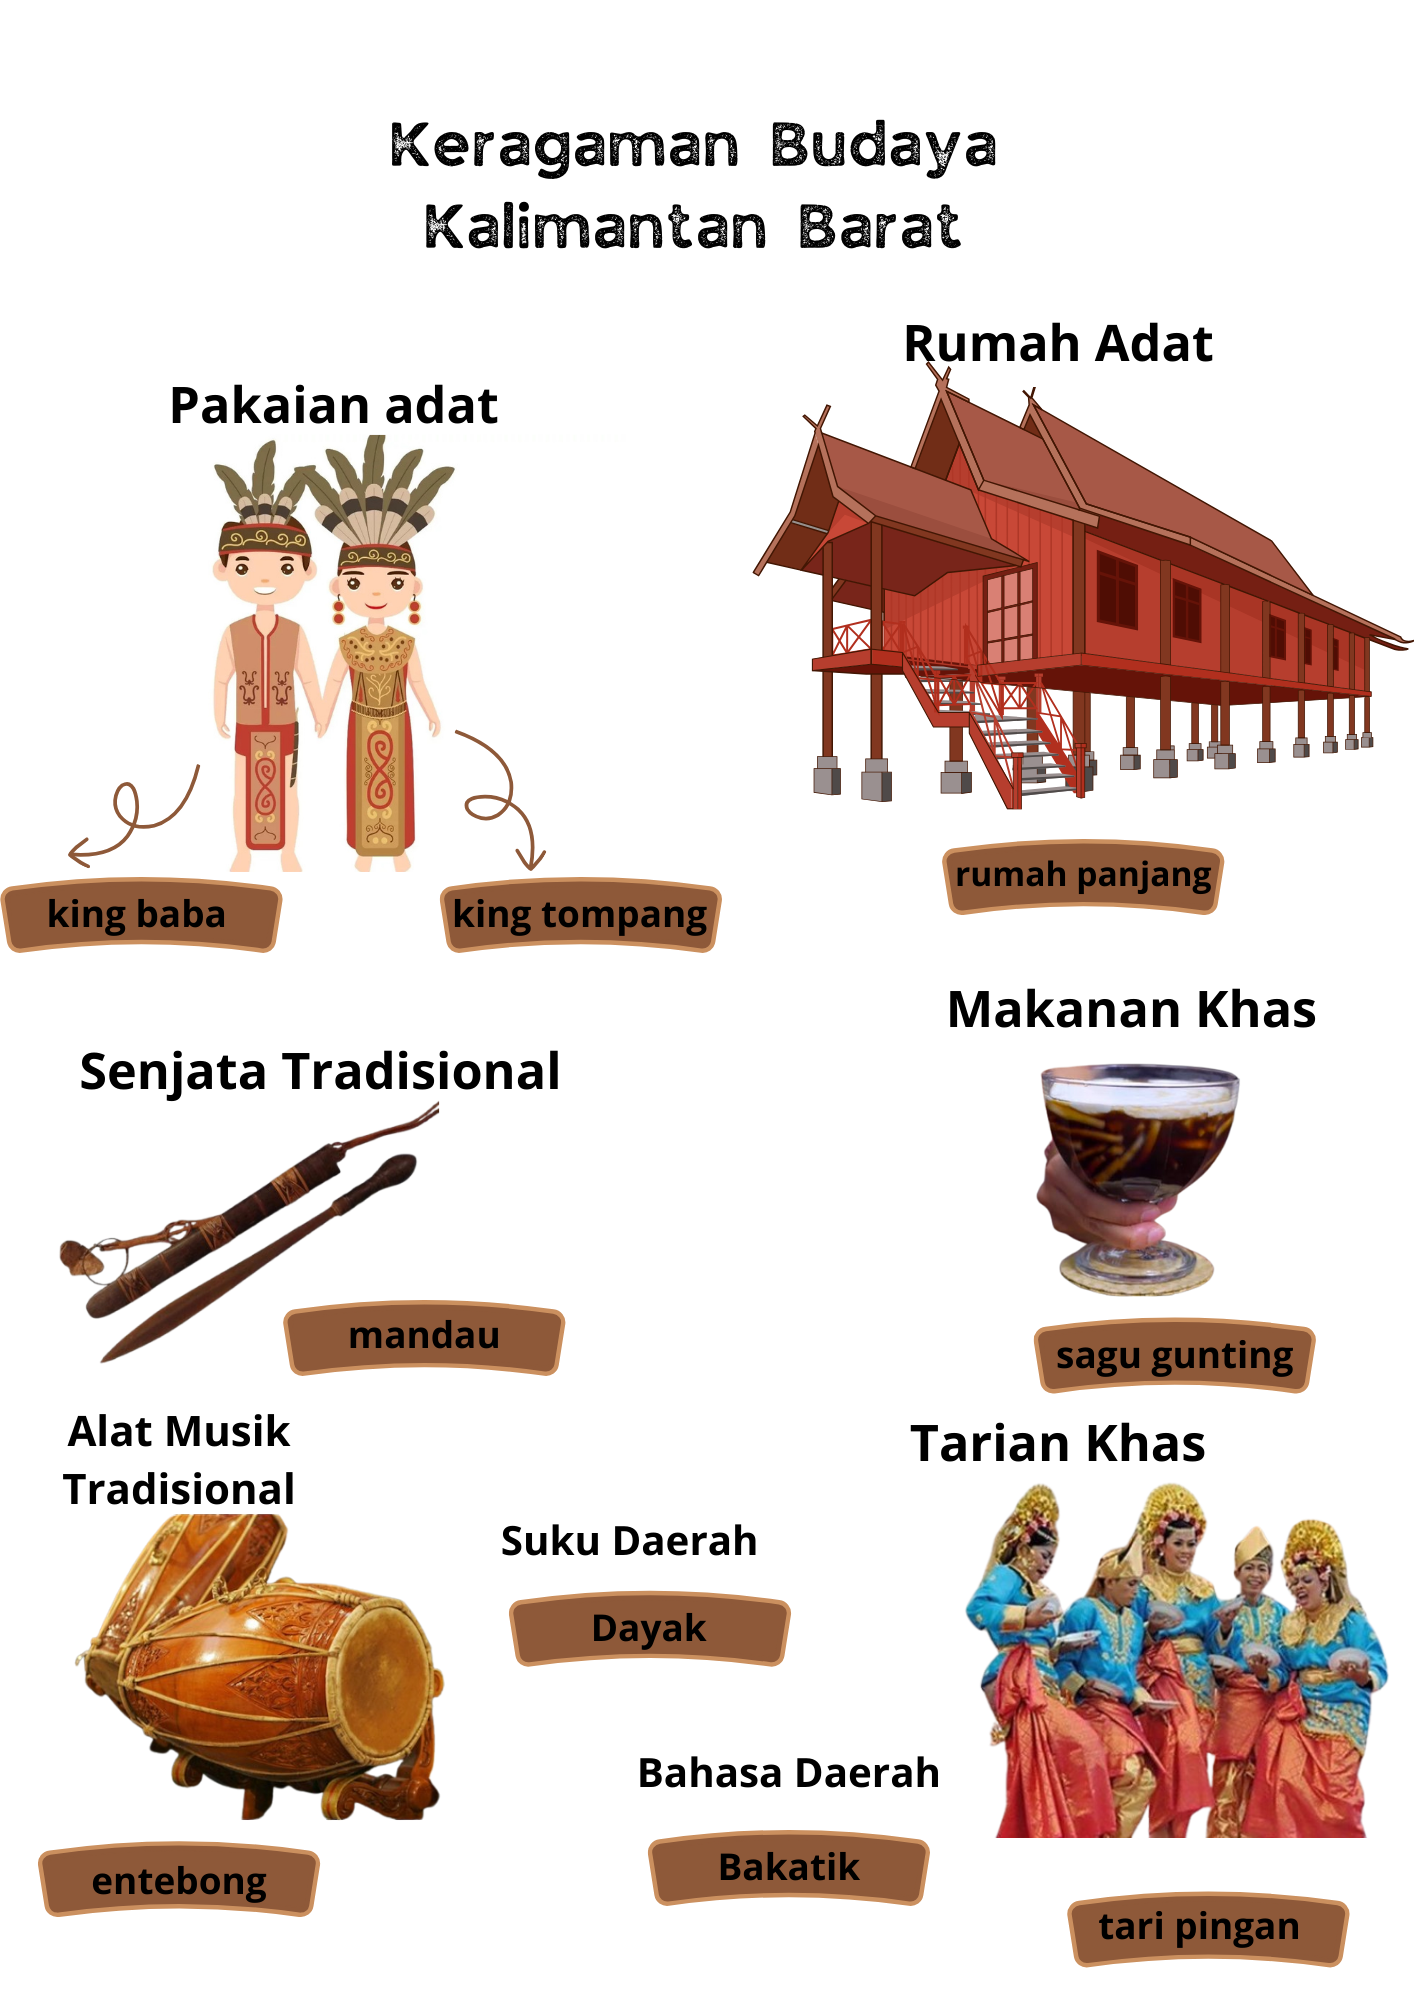 Keragaman Budaya
Kalimantan Barat
Rumah Adat
Pakaian adat
rumah panjang
king baba
king tompang
Makanan Khas
Senjata Tradisional
mandau
sagu gunting
Alat Musik
Tradisional
Tarian Khas
Suku Daerah
Dayak
Bahasa Daerah
Bakatik
entebong
tari pingan